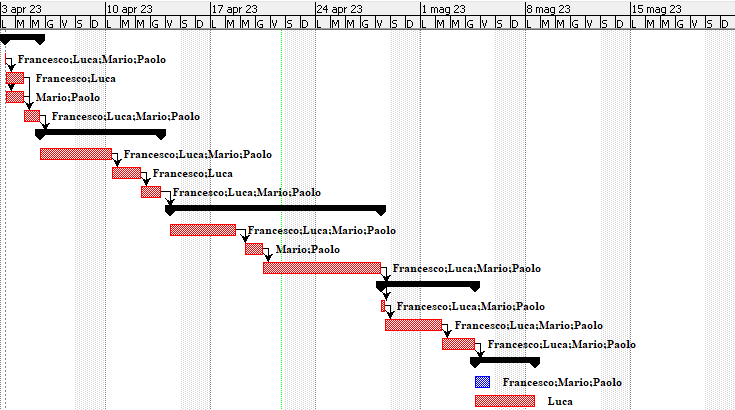 3 apr 23 10 apr 23 17 apr 23 24 apr 23 1 mag 23 8 mag 23 15 mag 23
L M M G V S D L M M G V S D L M M G V S D L M M G V S D L M M G V S D L M M G V S D L M M G V S D
Francesco;Luca;Mario;Paolo
Francesco;Luca
Mario;Paolo
Francesco;Luca;Mario;Paolo
Francesco;Luca;Mario;Paolo
Francesco;Luca
Francesco;Luca;Mario;Paolo
Francesco;Luca;Mario;Paolo
Mario;Paolo
Francesco;Luca;Mario;Paolo
Francesco;Luca;Mario;Paolo
Francesco;Luca;Mario;Paolo
Francesco;Luca;Mario;Paolo
Francesco;Mario;Paolo
Luca